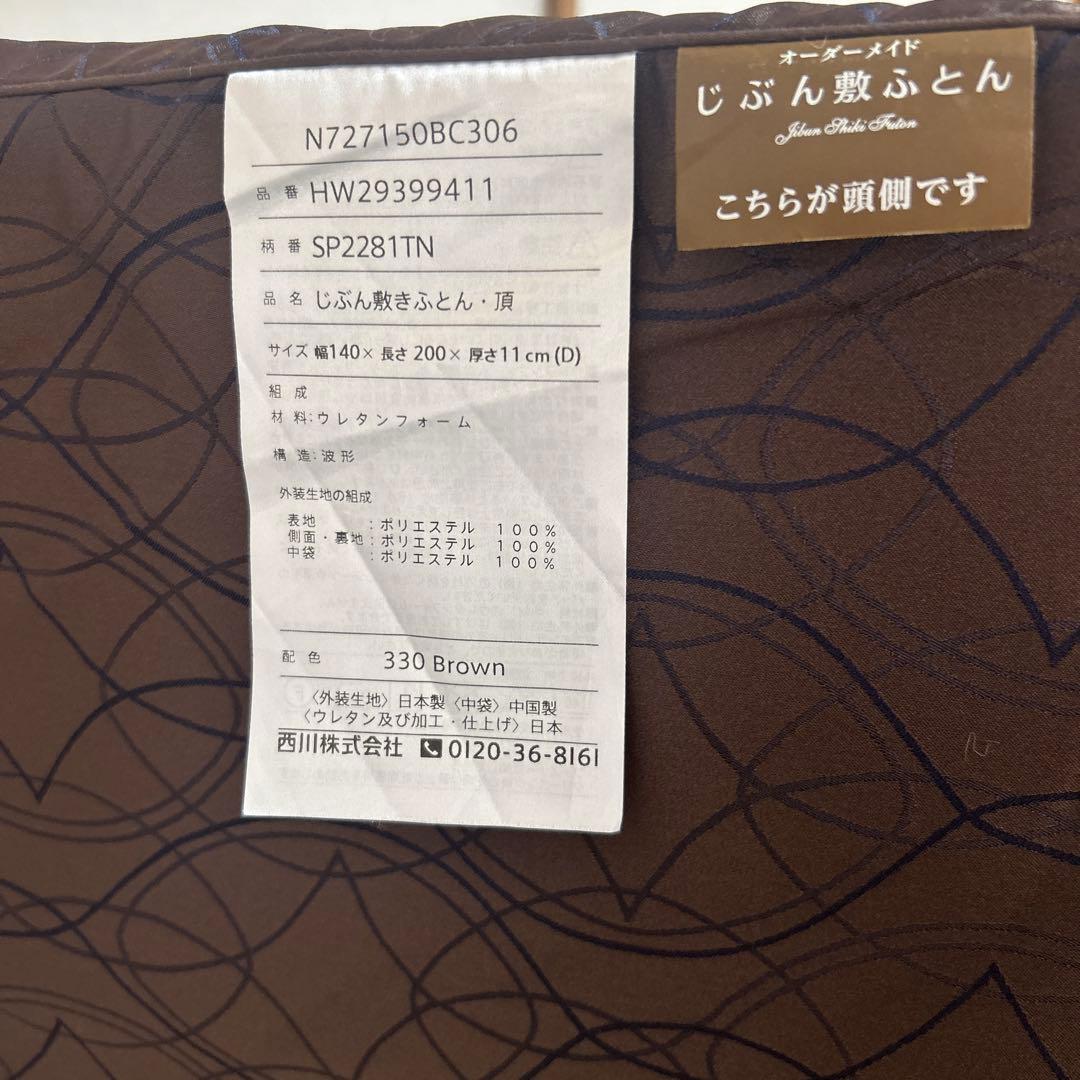 N727150BC306
品番 HW29399411
柄番 SP2281TN
品名 じぶん敷きふとん・頂
サイズ 幅140×長さ200×厚さ11cm(D)
組成
材料:ウレタンフォーム
構造:波形
外装生地の組成
表地 :ポリエステル 100%
側面・裏地:ポリエステル 100%
中袋 :ポリエステル 100%
配色 330 Brown
〈外装生地〉日本製〈中袋〉中国製
〈ウレタン及び加工・仕上げ〉日本
西川株式会社 0120-36-8161
オーダーメイド
じぶん敷ふとん
Jibun Shiki Futon
こちらが頭側です